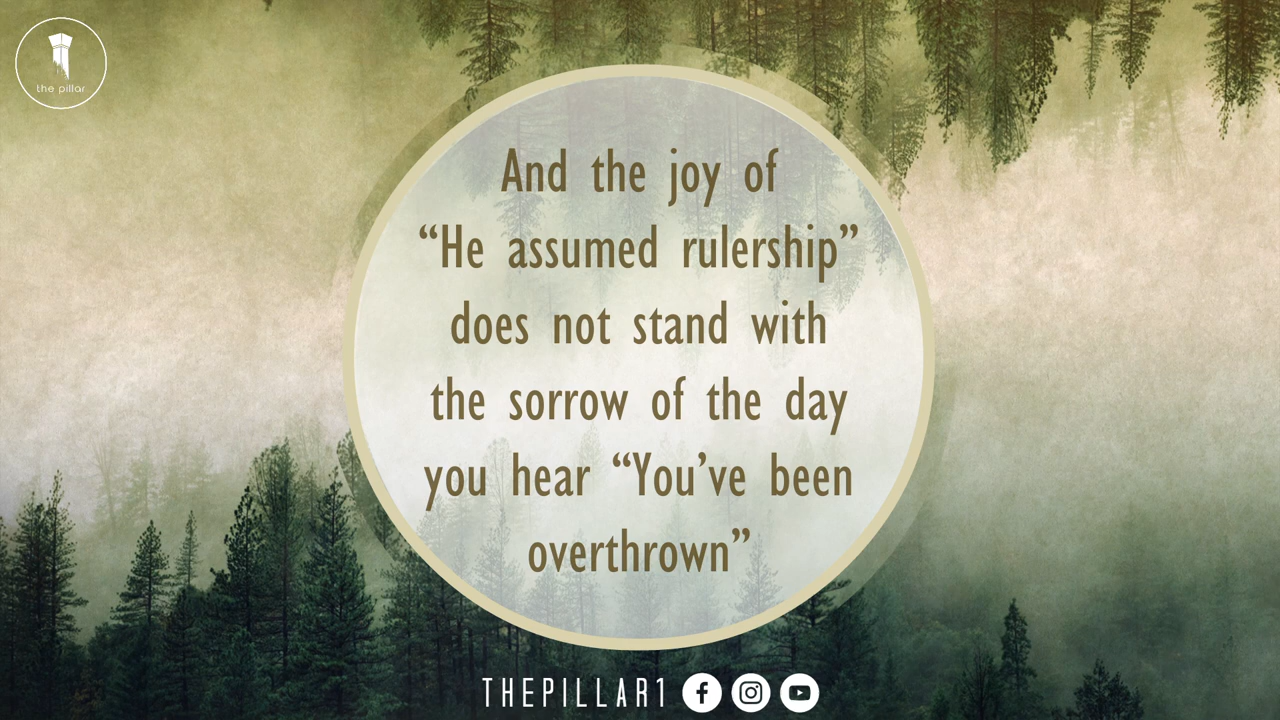 the pillar
And the joy of
“He assumed rulership”
does not stand with
the sorrow of the day
you hear “You’ve been
overthrown”
THEPILLAR1